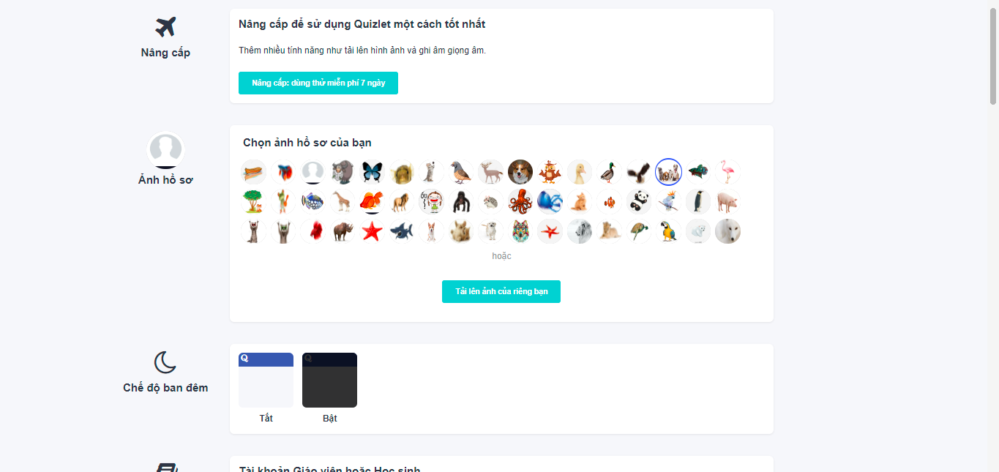 Nâng cấp
Nâng cấp để sử dụng Quizlet một cách tốt nhất
Thêm nhiều tính năng như tải lên hình ảnh và ghi âm giọng âm.
Nâng cấp: dùng thử miễn phí 7 ngày
Ảnh hồ sơ
Chọn ảnh hồ sơ của bạn
hoặc
Tải lên ảnh của riêng bạn
Chế độ ban đêm
Q
Q
Tắt
Bật
Tài khoản Giáo viên hoặc Học sinh